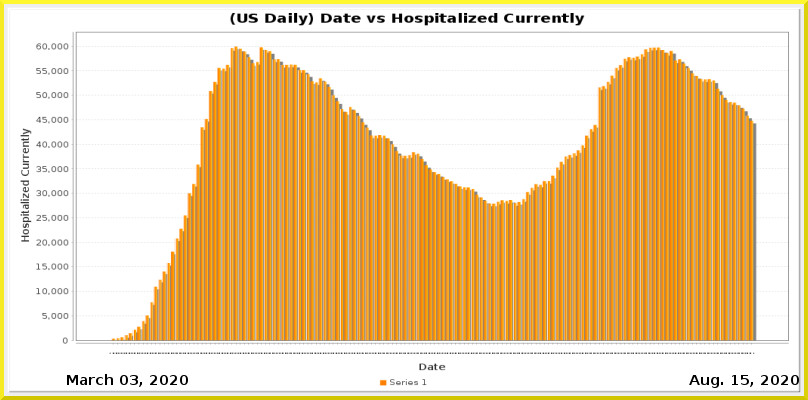 (US Daily) Date vs Hospitalized Currently
Hospitalized Currently
60,000
55,000
50,000
45,000
40,000
35,000
30,000
25,000
20,000
15,000
10,000
5,000
0
Date
March 03, 2020
Series 1
Aug. 15, 2020